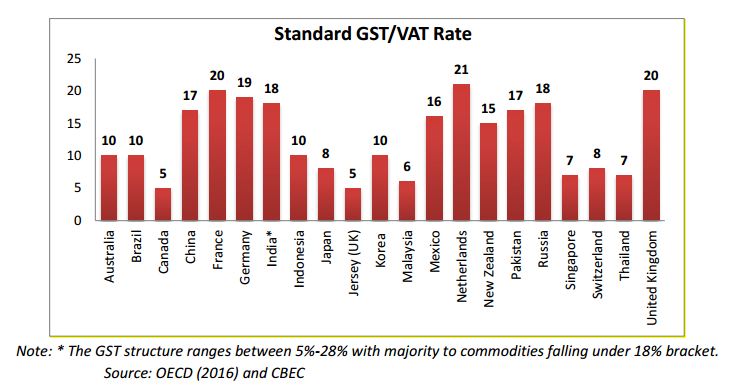 Standard GST/VAT Rate
25
20
15
10
5
0
10
10
5
17
20
19
18
10
8
5
10
6
16
21
15
17
18
7
8
7
20
Australia
Brazil
Canada
China
France
Germany
India*
Indonesia
Japan
Jersey (UK)
Korea
Malaysia
Mexico
Netherlands
New Zealand
Pakistan
Russia
Singapore
Switzerland
Thailand
United Kingdom
Note: * The GST structure ranges between 5%-28% with majority to commodities falling under 18% bracket.
Source: OECD (2016) and CBEC